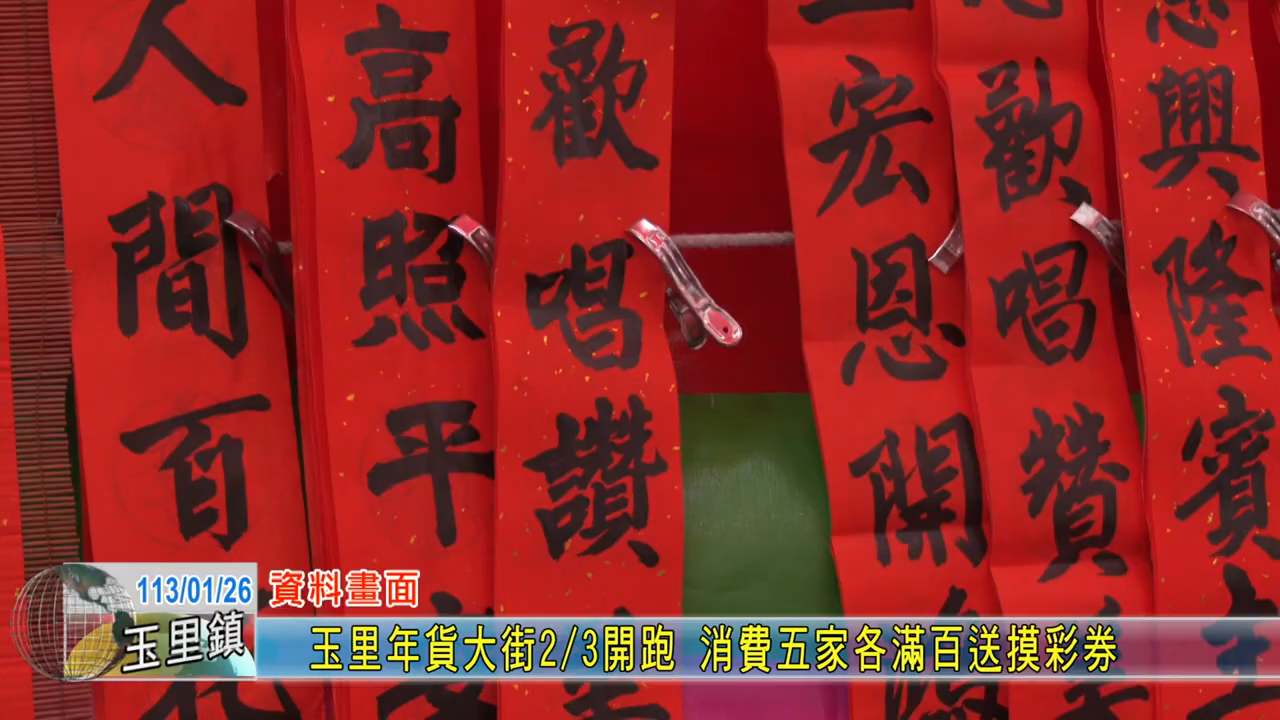 人間百
高照平
歡唱讚
宏恩開
歡唱贊
興隆賓主
113/01/26 資料畫面
玉里鎮
玉里年貨大街2/3開跑 消費五家各滿百送摸彩券